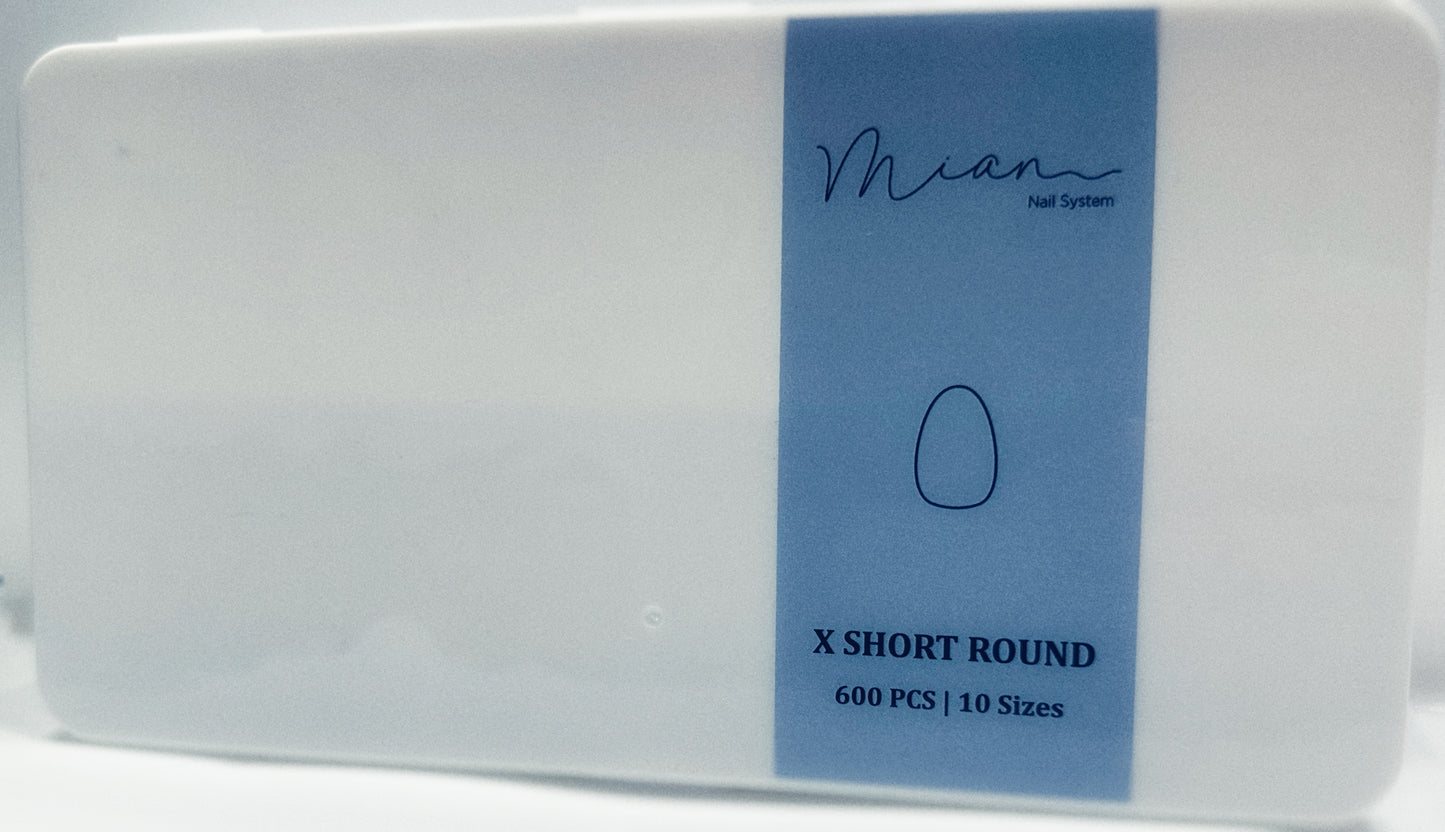 Mian
Nail System
X SHORT ROUND
600 PCS | 10 Sizes